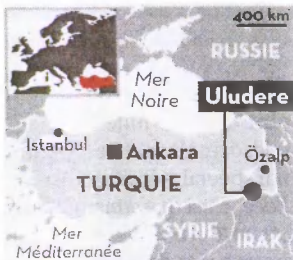 400 km
RUSSIE
Mer
Noire
Uludere
Istanbul
Ankara
Özalp
TURQUIE
Mer
Méditerranée
SYRIE
IRAK